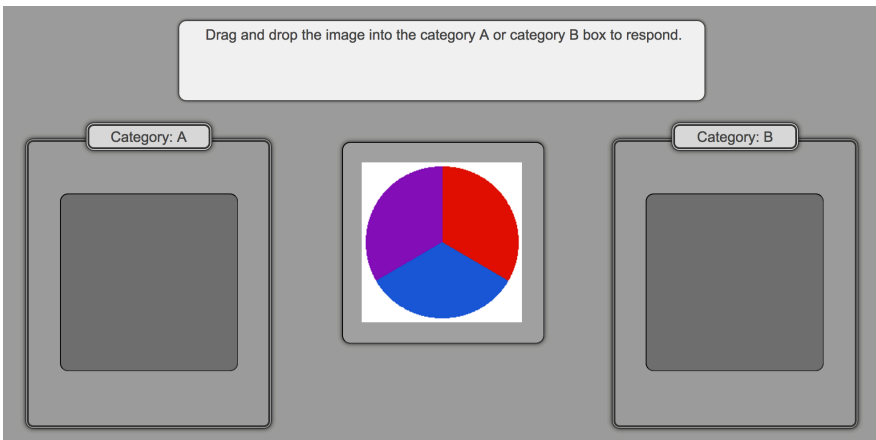 Drag and drop the image into the category A or category B box to respond.
Category: A
Category: B